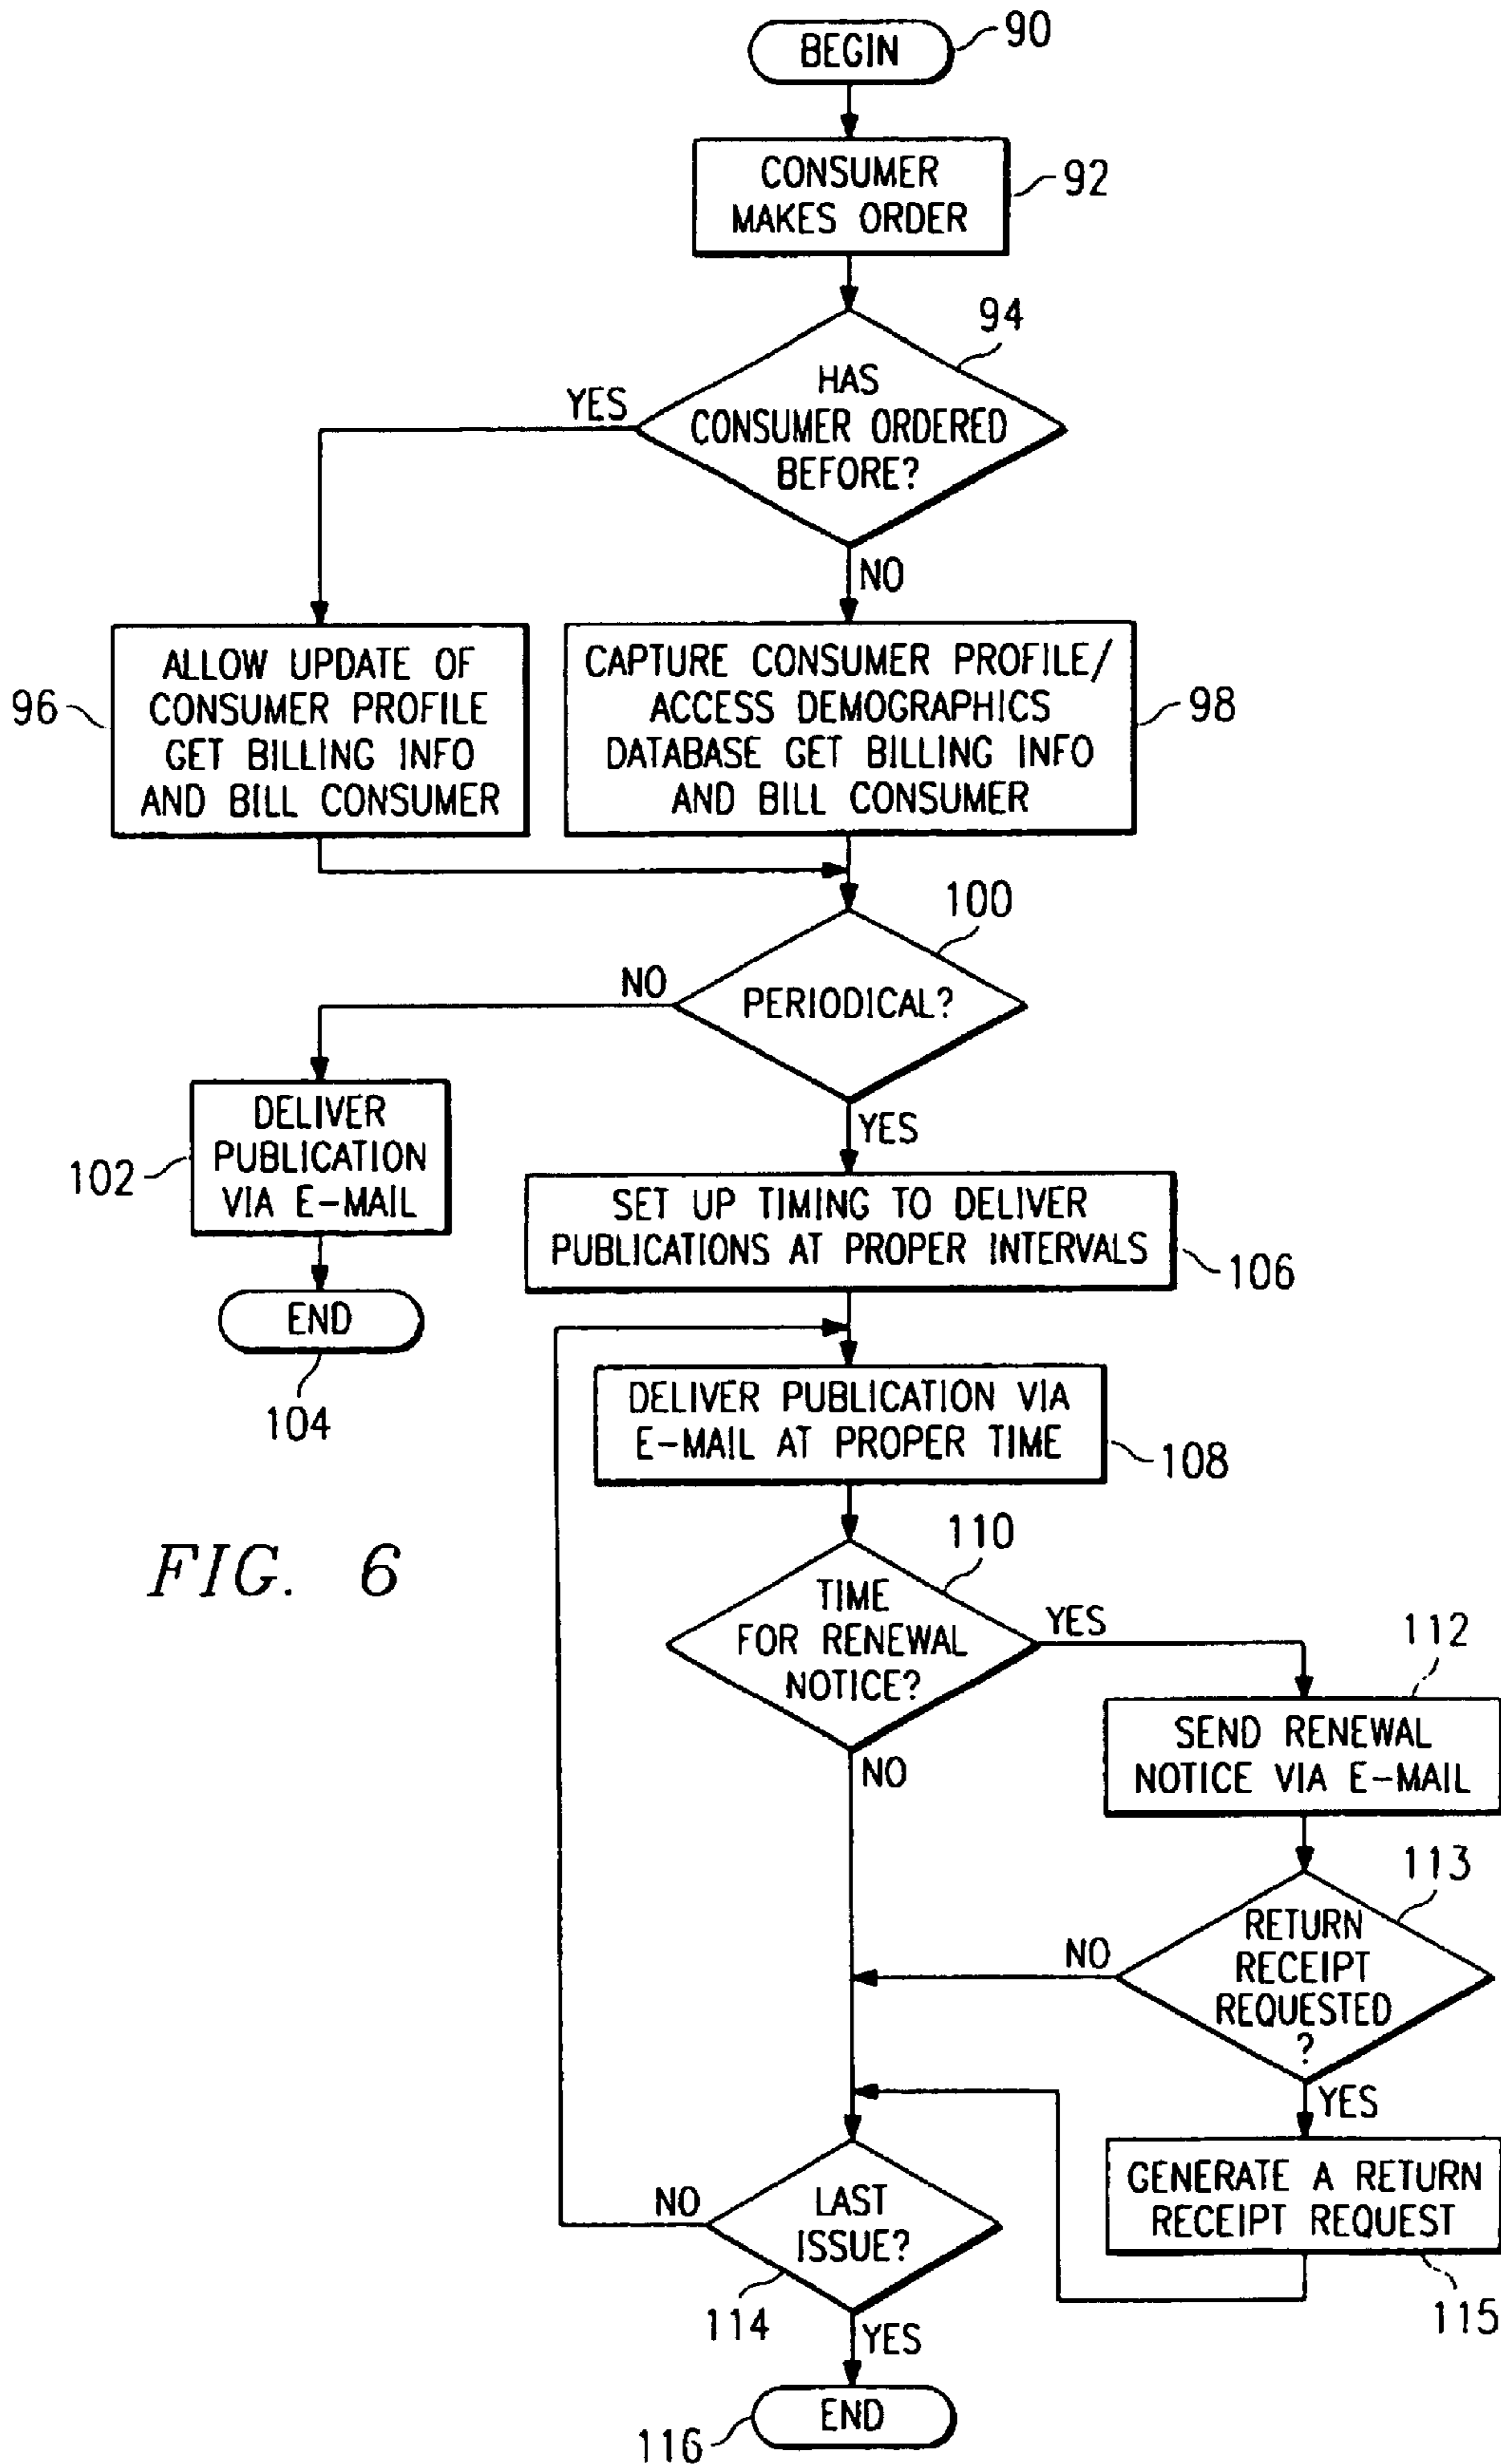 BEGIN
90
CONSUMER
MAKES ORDER
92
94
HAS
CONSUMER ORDERED
BEFORE?
YES
NO
ALLOW UPDATE OF
CONSUMER PROFILE
GET BILLING INFO
AND BILL CONSUMER
96
CAPTURE CONSUMER PROFILE/
ACCESS DEMOGRAPHICS
DATABASE GET BILLING INFO
AND BILL CONSUMER
98
100
PERIODICAL?
NO
YES
DELIVER
PUBLICATION
VIA E-MAIL
102
END
104
SET UP TIMING TO DELIVER
PUBLICATIONS AT PROPER INTERVALS
106
DELIVER PUBLICATION VIA
E-MAIL AT PROPER TIME
108
FIG. 6
110
TIME
FOR RENEWAL
NOTICE?
YES
NO
112
SEND RENEWAL
NOTICE VIA E-MAIL
113
RETURN
RECEIPT
REQUESTED
?
NO
YES
GENERATE A RETURN
RECEIPT REQUEST
115
LAST
ISSUE?
NO
114
YES
END
116